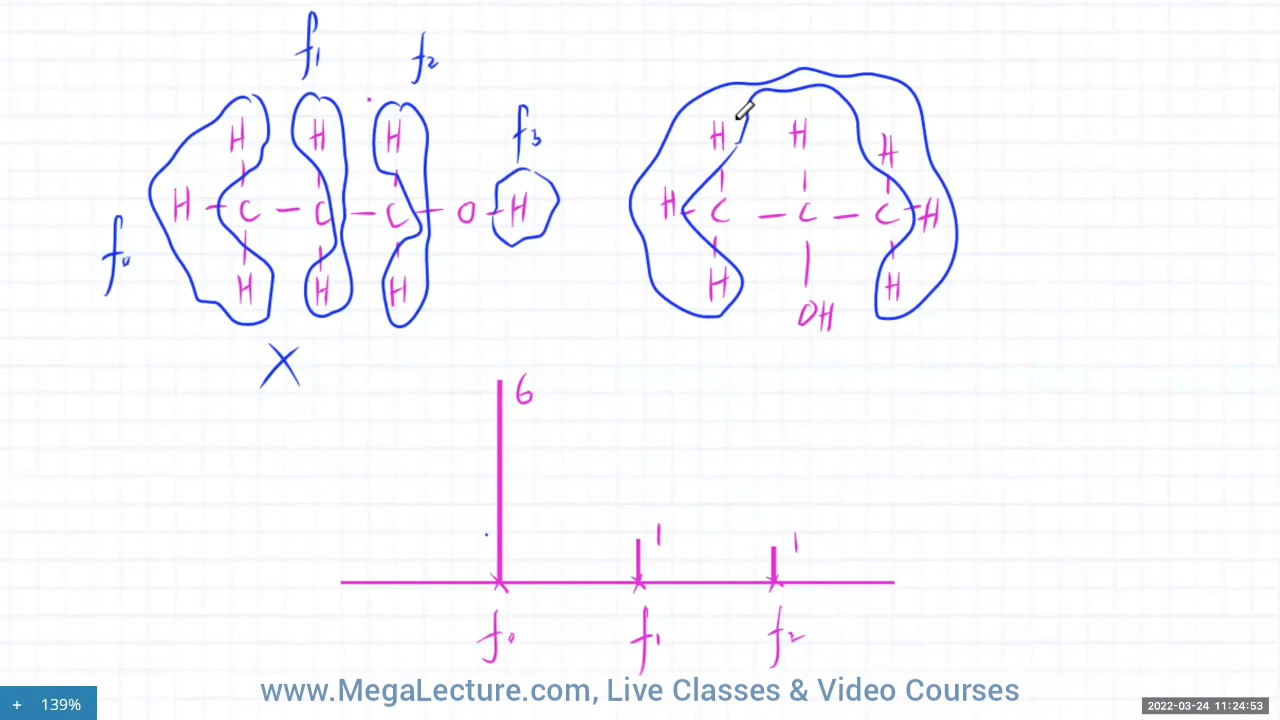 f1 f2
f3
H H H H H H
H - C - C - C - O - H H - C - C - C - H
f0
H H H H H
OH
X
6
1 1
f0 f1 f2
www.MegaLecture.com, Live Classes & Video Courses
+ 139%
2022-03-24 11:24:53